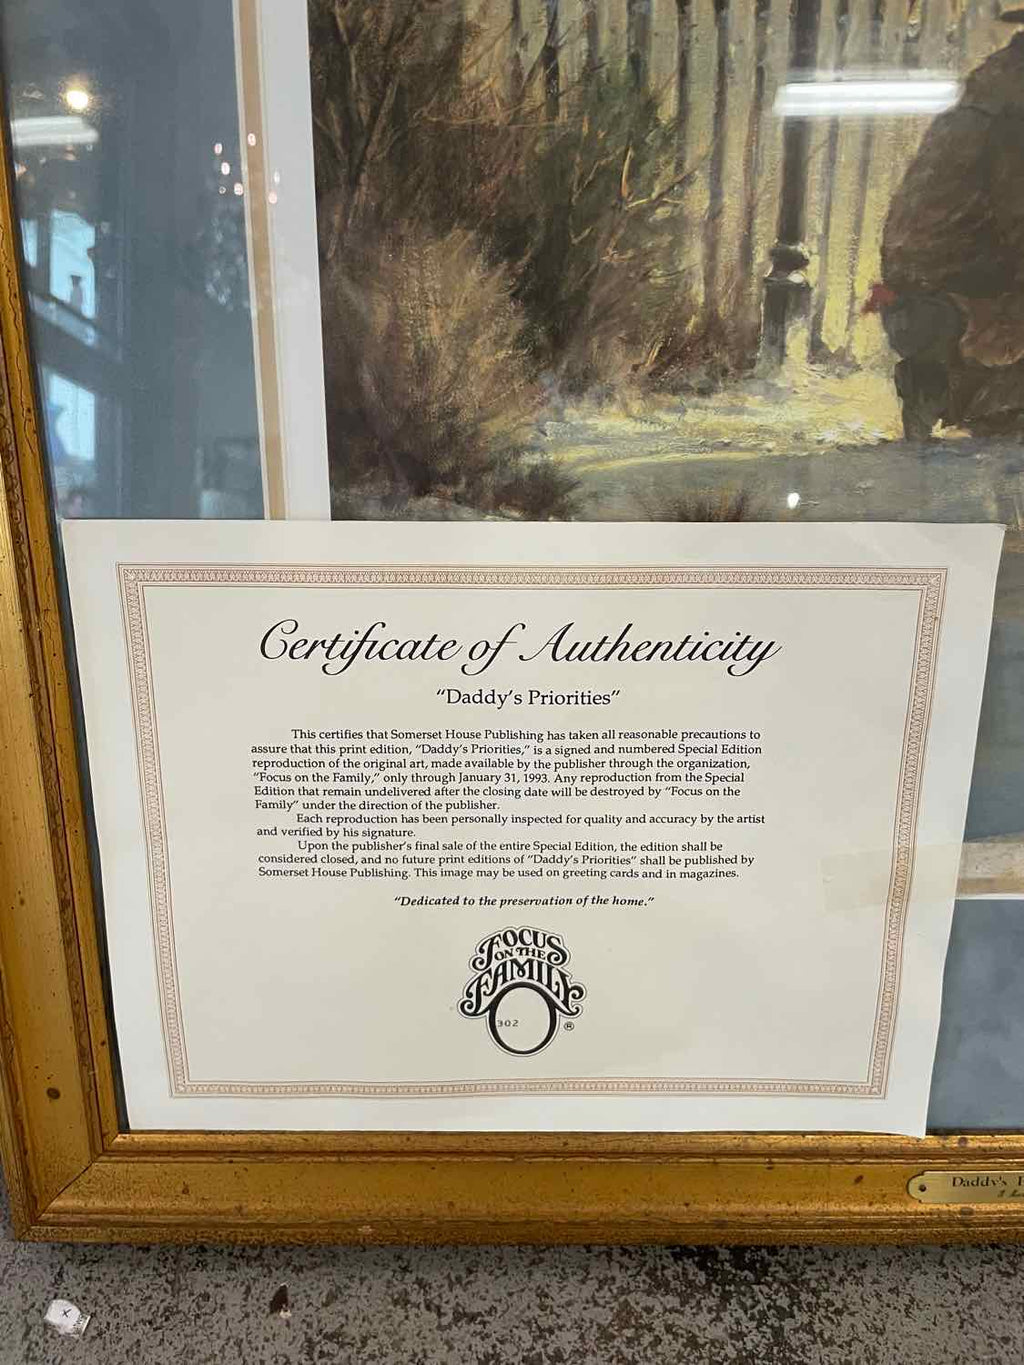 Certificate of Authenticity
“Daddy’s Priorities”
This certifies that Somerset House Publishing has taken all reasonable precautions to
assure that this print edition, “Daddy’s Priorities,” is a signed and numbered Special Edition
reproduction of the original art, made available by the publisher through the organization,
“Focus on the Family,” only through January 31, 1993. Any reproduction from the Special
Edition that remain undelivered after the closing date will be destroyed by “Focus on the
Family” under the direction of the publisher.
Each reproduction has been personally inspected for quality and accuracy by the artist
and verified by his signature.
Upon the publisher’s final sale of the entire Special Edition, the edition shall be
considered closed, and no future print editions of “Daddy’s Priorities” shall be published by
Somerset House Publishing. This image may be used on greeting cards and in magazines.
“Dedicated to the preservation of the home.”
FOCUS
ON THE
FAMILY
302 ®
Daddy's